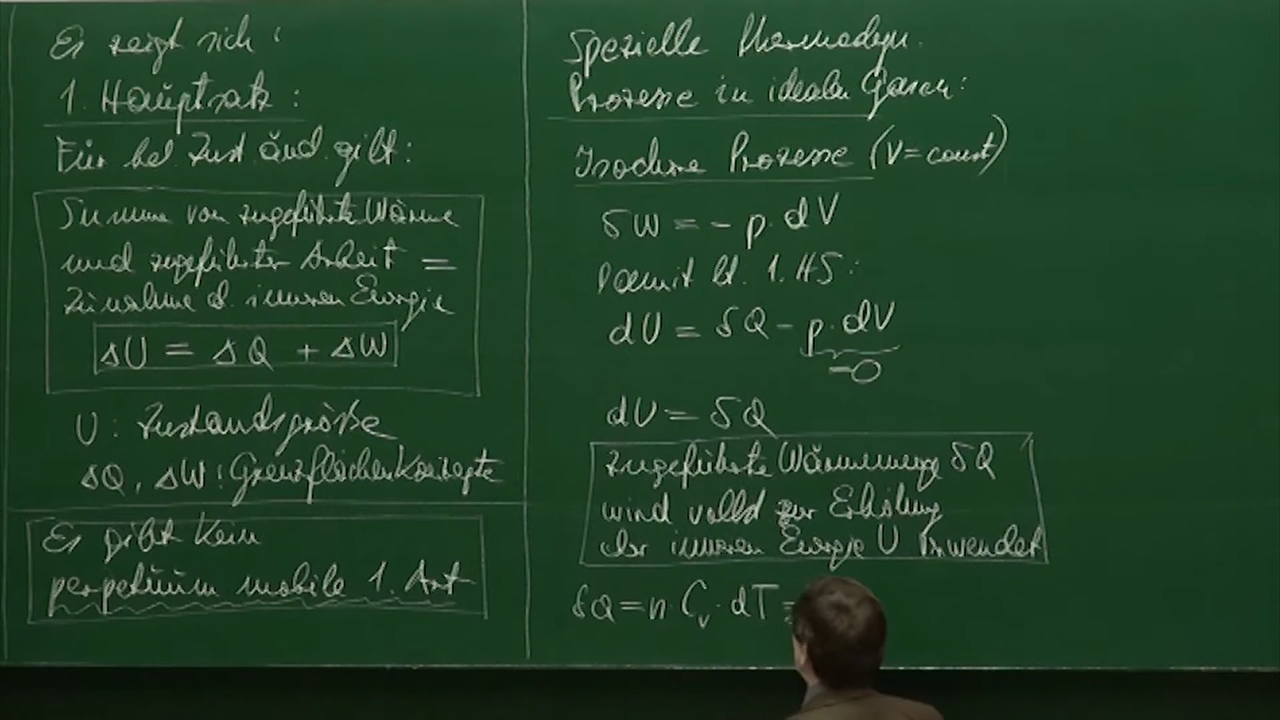 Es zeigt sich:
1. Hauptsatz:
Für bel Zust änd. gilt:
Summe von zugeführte Wärme
und zugeführter Arbeit =
Zunahme d. inneren Energie
ΔU = ΔQ + ΔW
U: Zustandsgröße
ΔQ, ΔW: Grenzflächenkonzepte
Es gibt kein
perpetuum mobile 1. Art
Spezielle thermodyn.
Prozesse in idealen Gasen:
Isochore Prozesse (V=const)
δW = - p. dV
Damit lt. 1. HS:
dU = δQ - p. dV
=0
dU = δQ
zugeführte Wärmemenge δQ
wird vollst zur Erhöhung
der inneren Energie U verwendet
δQ = n C_v. dT =